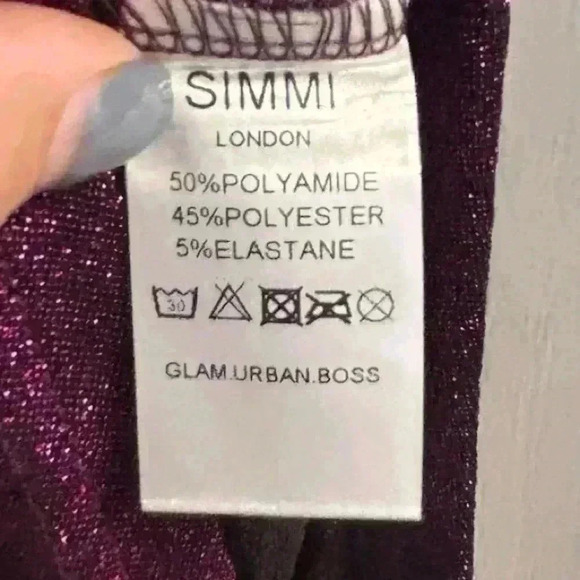 SIMMI
LONDON
50%POLYAMIDE
45%POLYESTER
5%ELASTANE
30
GLAM.URBAN.BOSS